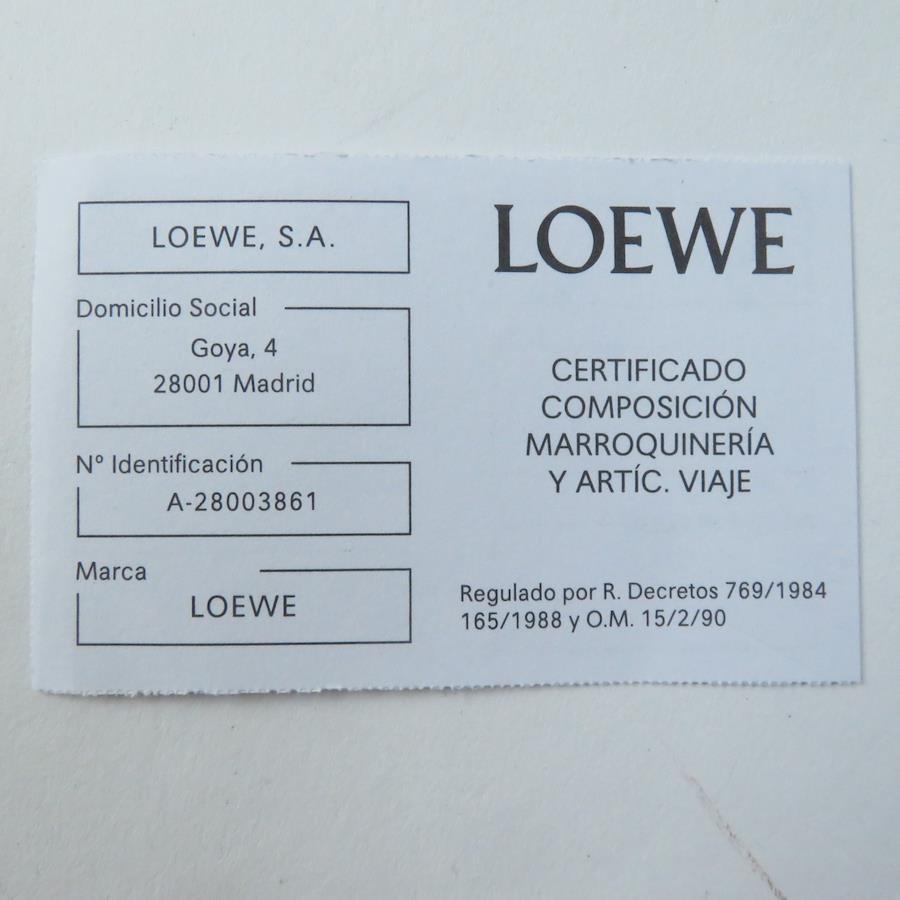 LOEWE, S.A.
Domicilio Social
Goya, 4
28001 Madrid
Nº Identificación
A-28003861
Marca
LOEWE
LOEWE
CERTIFICADO
COMPOSICIÓN
MARROQUINERÍA
Y ARTÍC. VIAJE
Regulado por R. Decretos 769/1984
165/1988 y O.M. 15/2/90